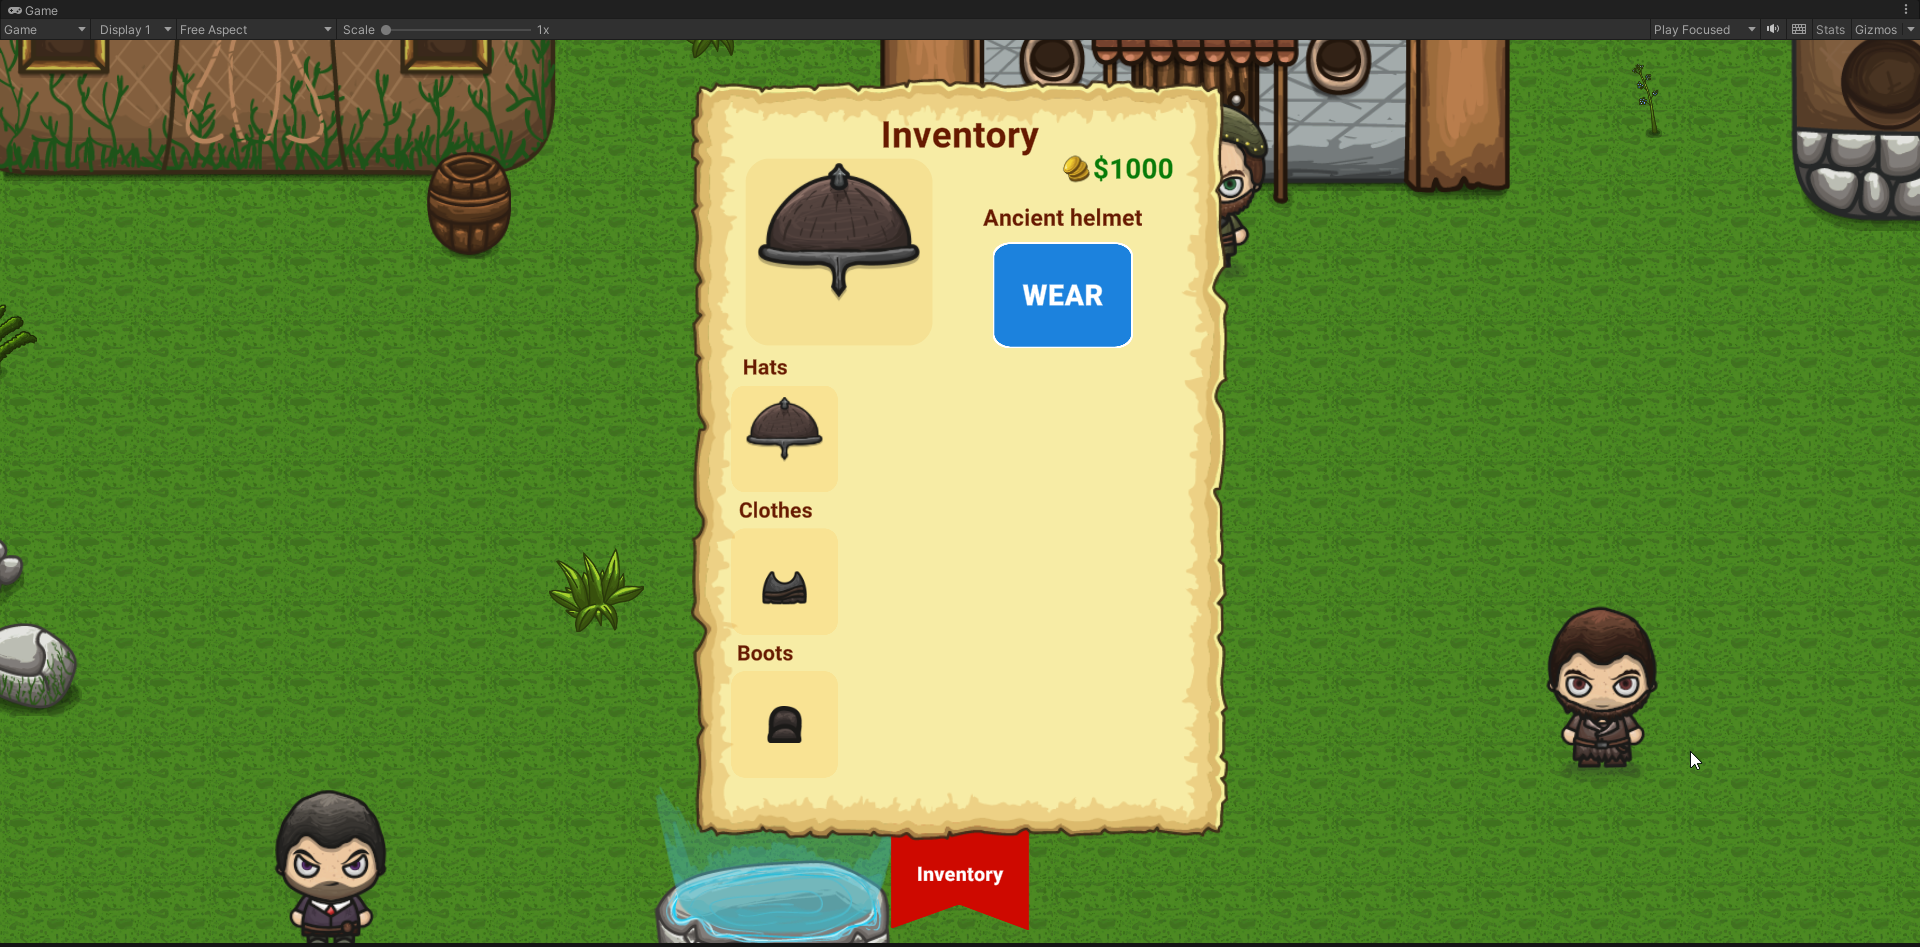 Game
Game Display 1 Free Aspect Scale 1x Play Focused Stats Gizmos
Inventory
$1000
Ancient helmet
WEAR
Hats
Clothes
Boots
Inventory